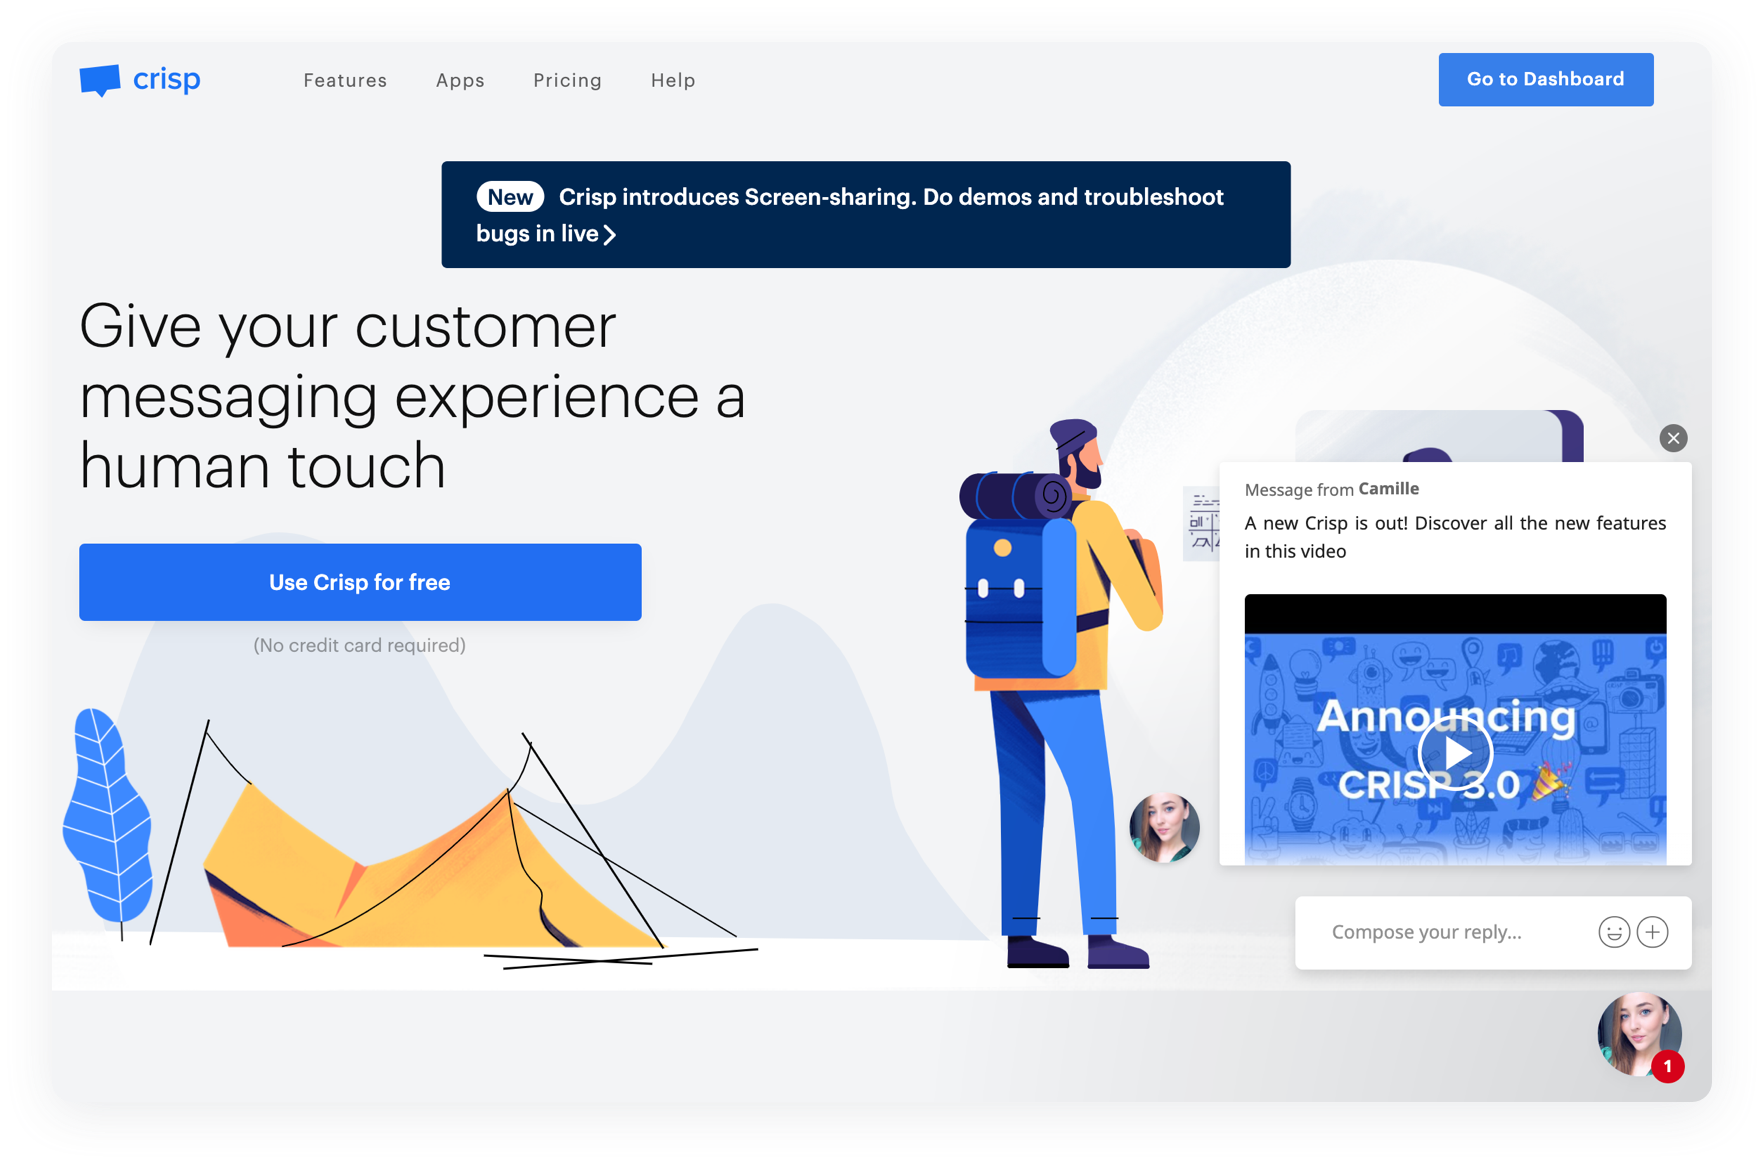 crisp
Features Apps Pricing Help
Go to Dashboard
New Crisp introduces Screen-sharing. Do demos and troubleshoot
bugs in live
Give your customer
messaging experience a
human touch
Use Crisp for free
(No credit card required)
Message from Camille
A new Crisp is out! Discover all the new features
in this video
Announcing
CRISP 3.0
Compose your reply...
1